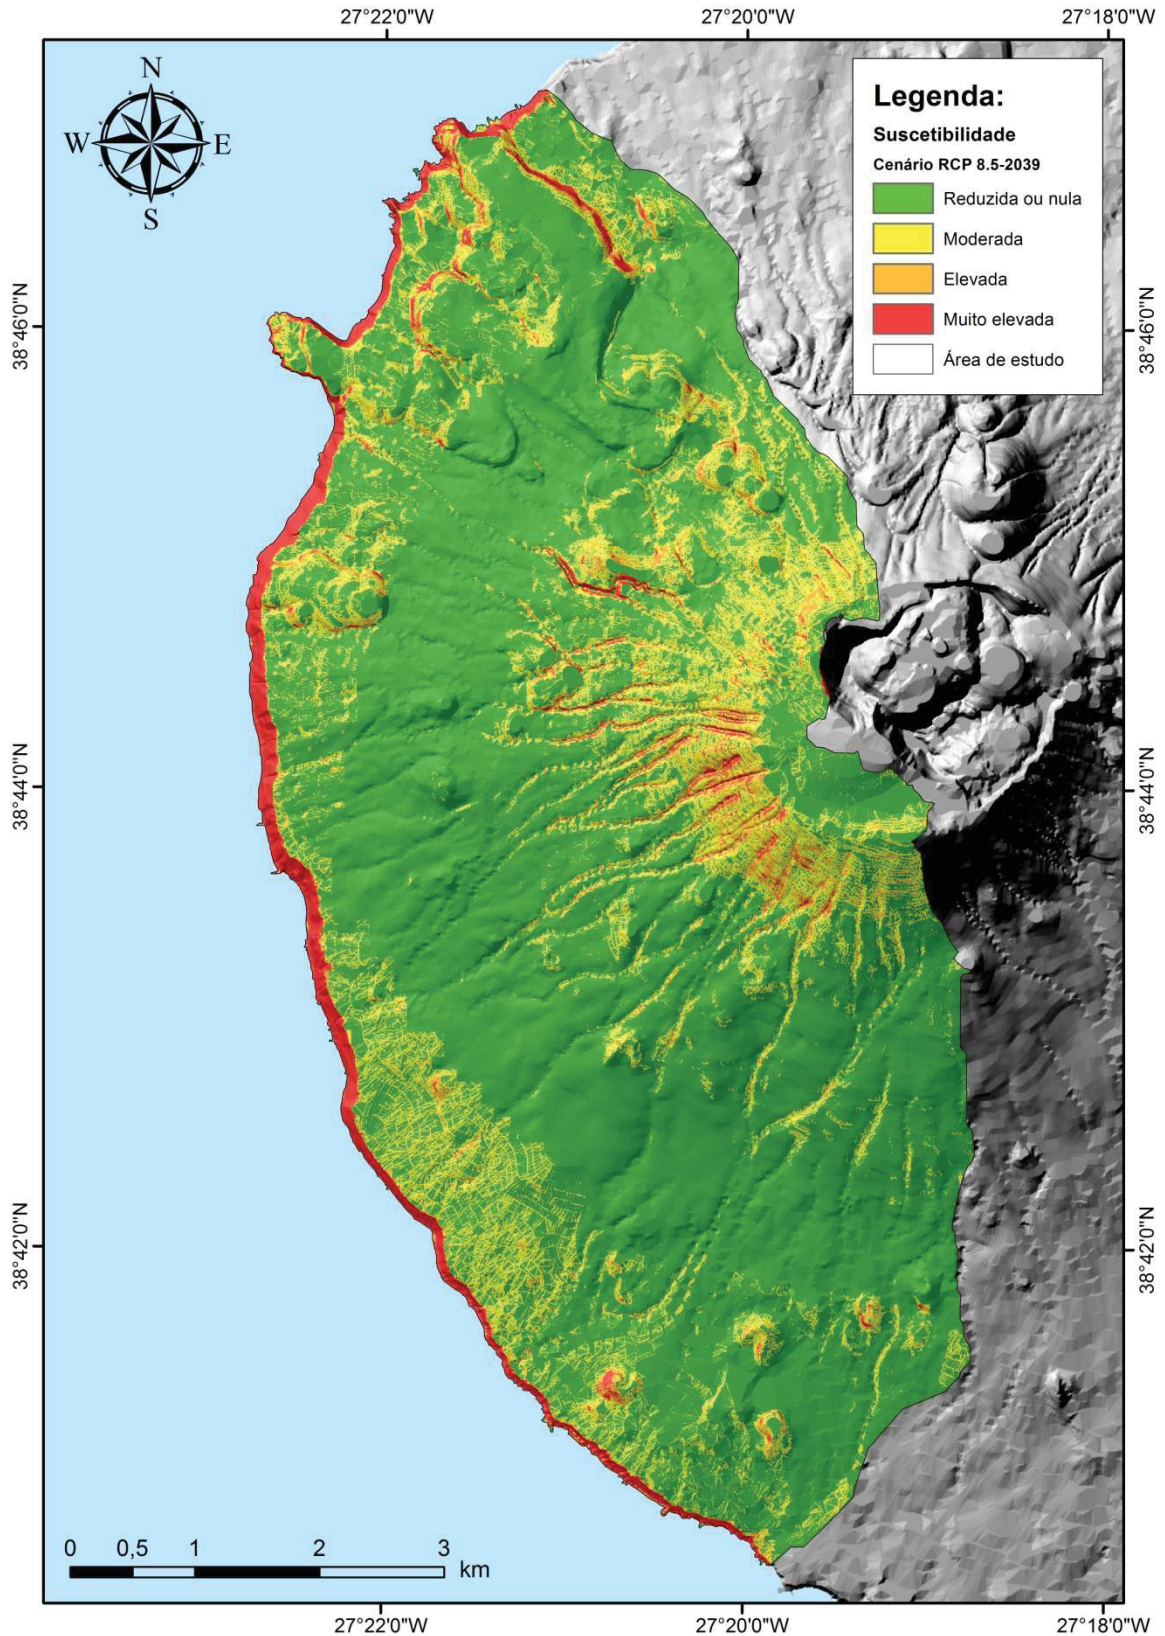 27°22'0"W 27°20'0"W 27°18'0"W
N
W E
S
Legenda:
Suscetibilidade
Cenário RCP 8.5-2039
Reduzida ou nula
Moderada
Elevada
Muito elevada
Área de estudo
38°46'0"N 38°46'0"N
38°44'0"N 38°44'0"N
38°42'0"N 38°42'0"N
0 0,5 1 2 3
km
27°22'0"W 27°20'0"W 27°18'0"W